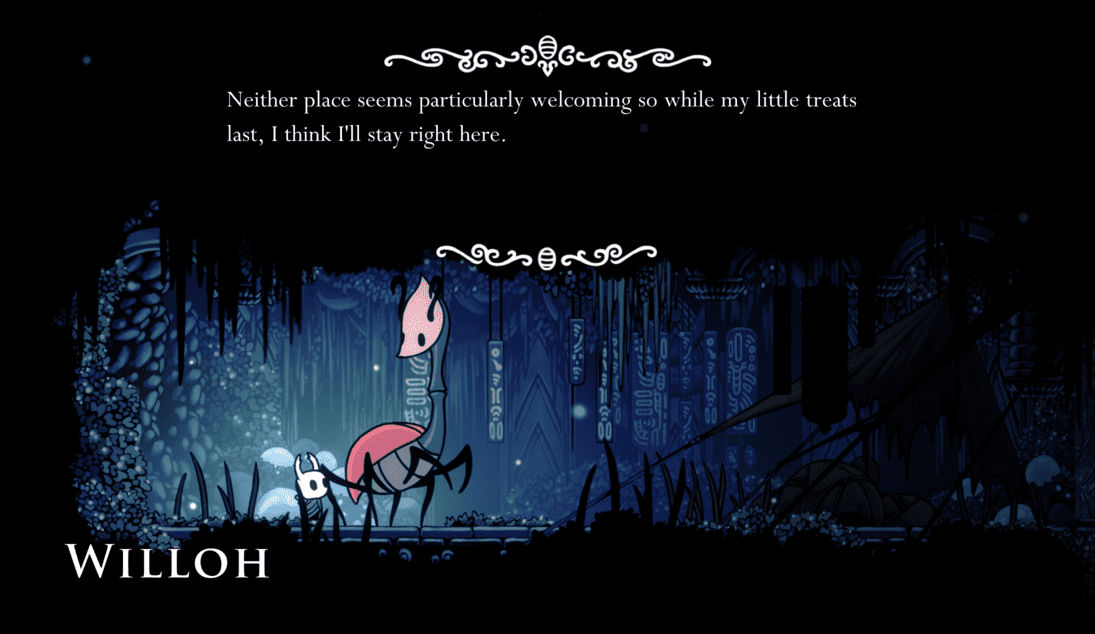 Neither place seems particularly welcoming so while my little treats
last, I think I'll stay right here.
WILLOH